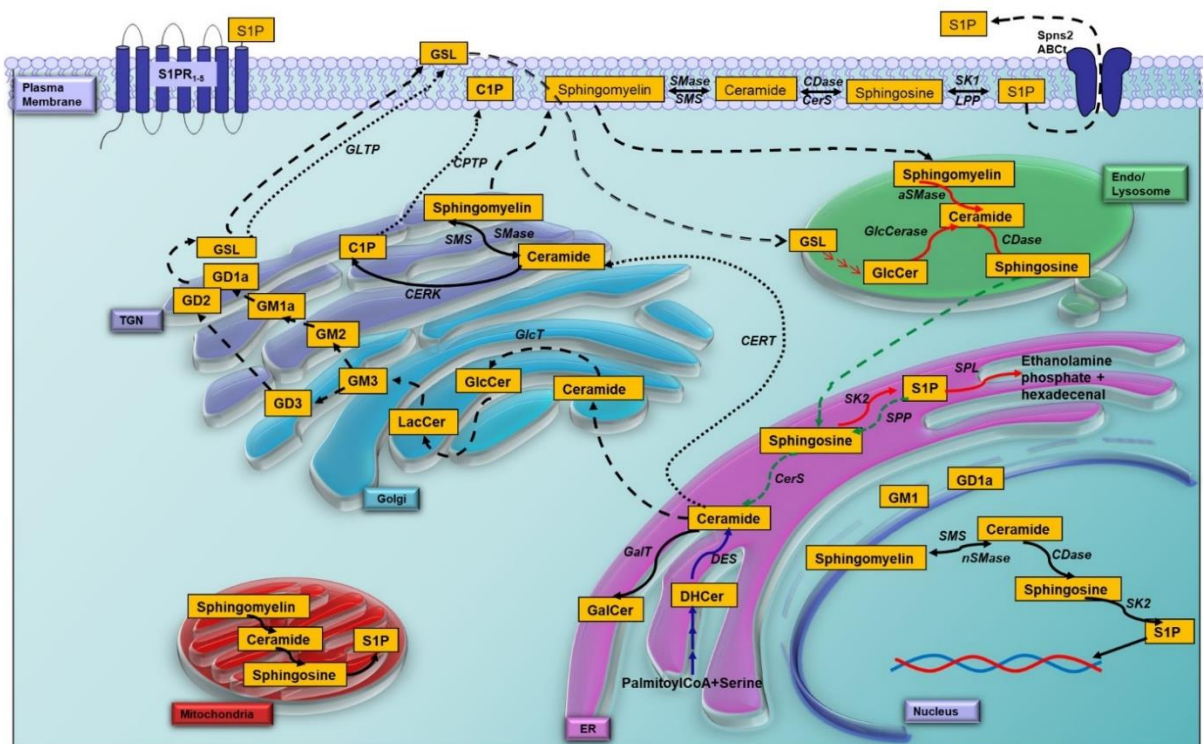 S1P
S1PR1-5
Plasma
Membrane
GSL
C1P
Sphingomyelin
SMase
SMS
Ceramide
CDase
CerS
Sphingosine
SK1
LPP
S1P
S1P
Spns2
ABCt
GLTP
CPTP
Sphingomyelin
SMS
SMase
Ceramide
C1P
CERK
GSL
GD1a
GD2
GM1a
GM2
GM3
GD3
TGN
GlcT
GlcCer
Ceramide
LacCer
Golgi
CERT
Endo/
Lysosome
Sphingomyelin
aSMase
Ceramide
GlcCerase
CDase
GSL
GlcCer
Sphingosine
SPL
Ethanolamine
phosphate +
hexadecenal
S1P
SK2
SPP
Sphingosine
CerS
Ceramide
GalT
DES
GalCer
DHCer
PalmitoylCoA+Serine
ER
GM1
GD1a
Ceramide
SMS
nSMase
Sphingomyelin
CDase
Sphingosine
SK2
S1P
Nucleus
Sphingomyelin
Ceramide
S1P
Sphingosine
Mitochondria